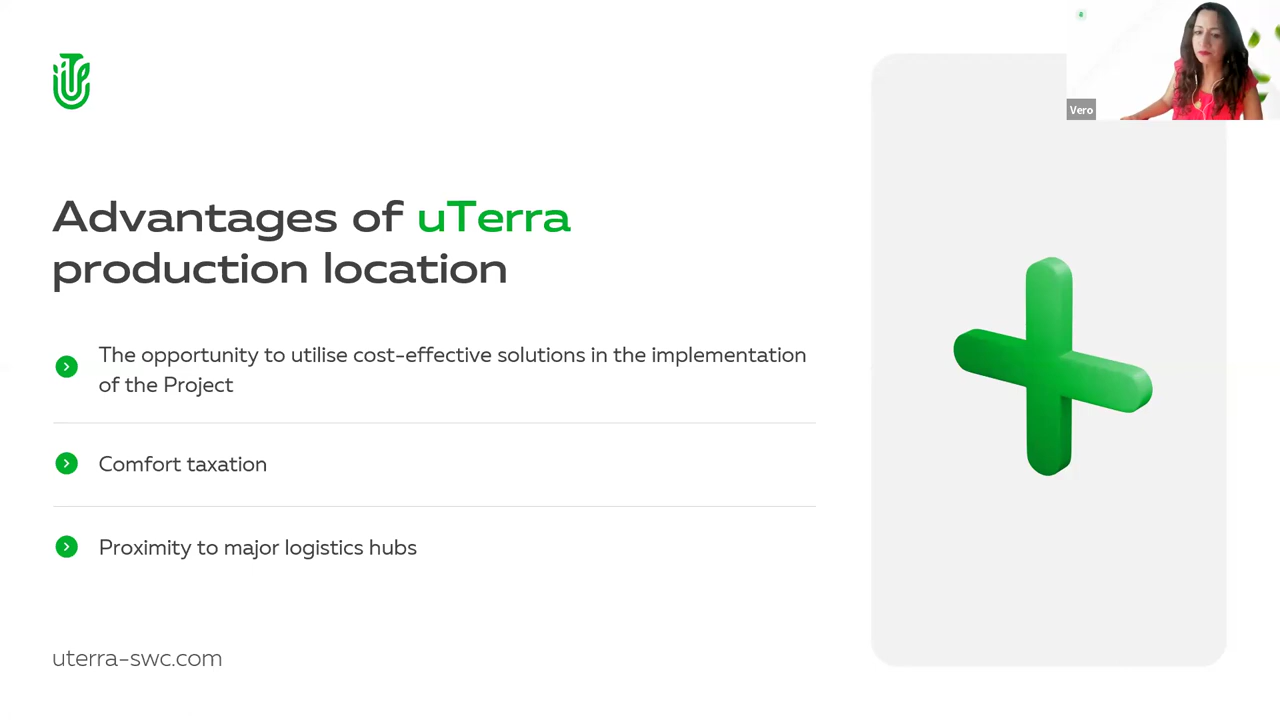 Vero
Advantages of uTerra
production location
The opportunity to utilise cost-effective solutions in the implementation
of the Project
Comfort taxation
Proximity to major logistics hubs
uterra-swc.com